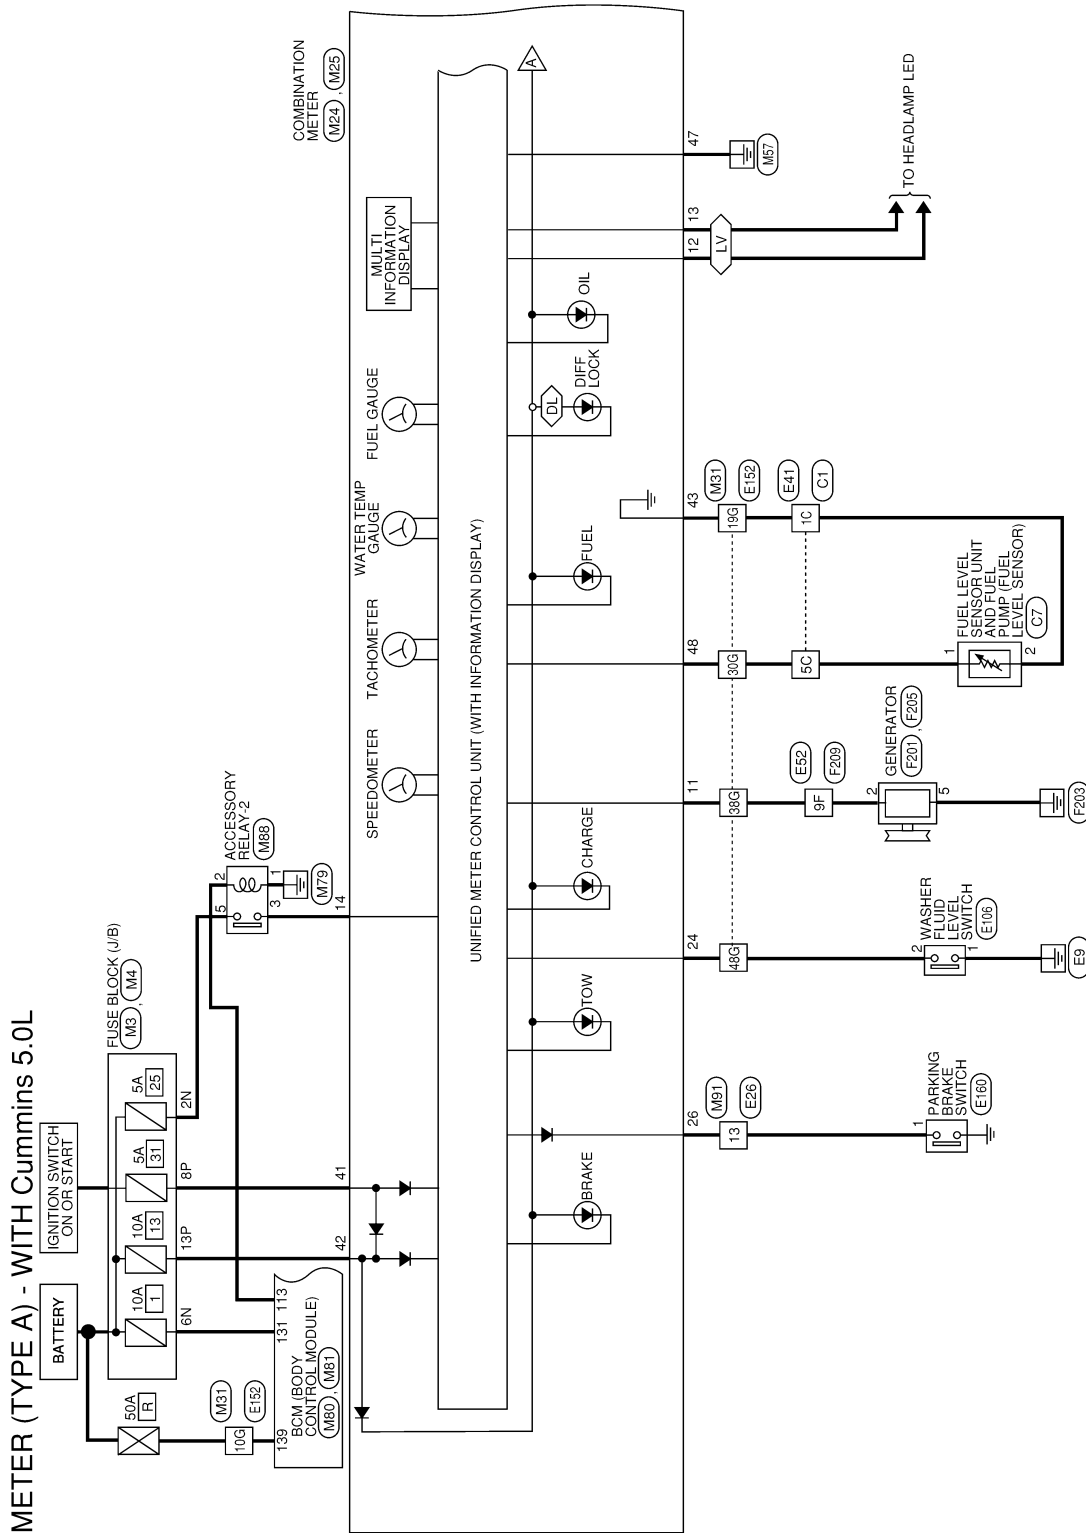 METER (TYPE A) - WITH Cummins 5.0L
BATTERY
IGNITION SWITCH
ON OR START
FUSE BLOCK (J/B)
M3 , M4
50A
R
10A
1
10A
13
5A
31
5A
25
6N
13P
8P
2N
M31
E152
10G
139
131
113
BCM (BODY
CONTROL MODULE)
M80 , M81
ACCESSORY
RELAY-2
M88
5
2
3
1
M79
42
41
14
COMBINATION
METER
M24 , M25
SPEEDOMETER
TACHOMETER
WATER TEMP
GAUGE
FUEL GAUGE
MULTI
INFORMATION
DISPLAY
UNIFIED METER CONTROL UNIT (WITH INFORMATION DISPLAY)
A
BRAKE
TOW
CHARGE
FUEL
DL
DIFF
LOCK
OIL
26
24
11
48
43
12
13
47
M91
E26
13
48G
38G
30G
19G
M31
E152
LV
M57
E52
F209
9F
5C
1C
E41
C1
TO HEADLAMP LED
1
PARKING
BRAKE
SWITCH
E160
2
1
WASHER
FLUID
LEVEL
SWITCH
E106
E9
2
5
GENERATOR
F201 , F205
F203
1
2
FUEL LEVEL
SENSOR UNIT
AND FUEL
PUMP (FUEL
LEVEL SENSOR)
C7